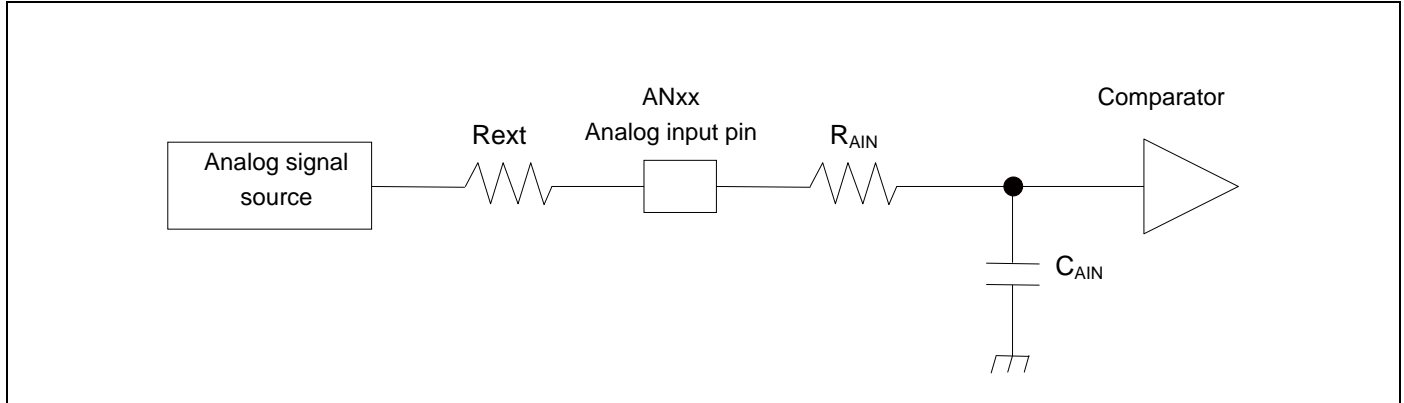 ANxx
Analog input pin
Comparator
Rext
RAIN
Analog signal
source
CAIN